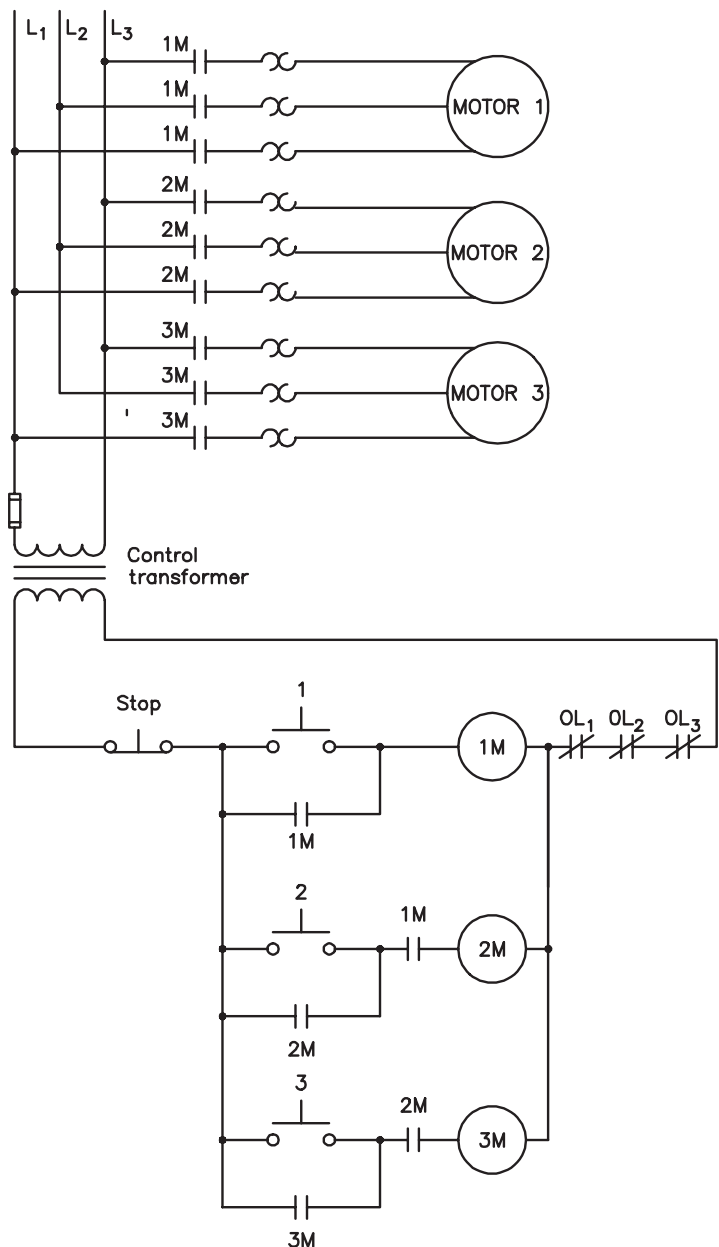 L1 L2 L3
1M
1M
MOTOR 1
1M
2M
2M
MOTOR 2
2M
3M
3M
MOTOR 3
3M
Control
transformer
Stop
1
1M
OL1 OL2 OL3
1M
2
1M
2M
2M
3
2M
3M
3M